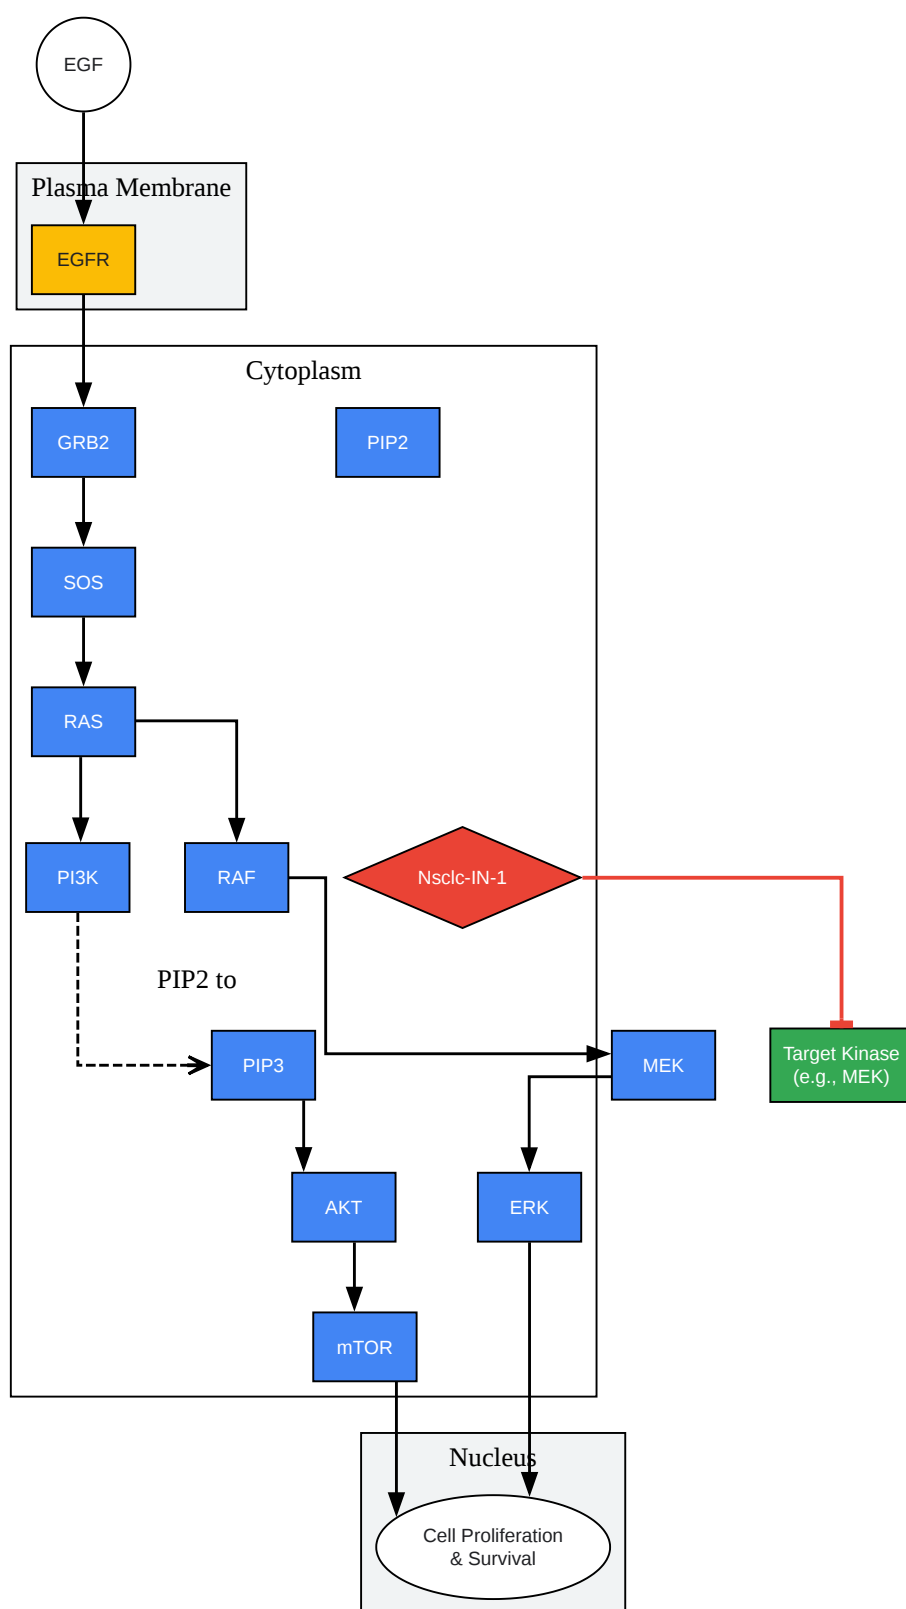 EGF
Plasma Membrane
EGFR
Cytoplasm
GRB2
PIP2
SOS
RAS
PI3K
RAF
Nsclc-IN-1
PIP2 to
PIP3
MEK
Target Kinase
(e.g., MEK)
AKT
ERK
mTOR
Nucleus
Cell Proliferation
& Survival